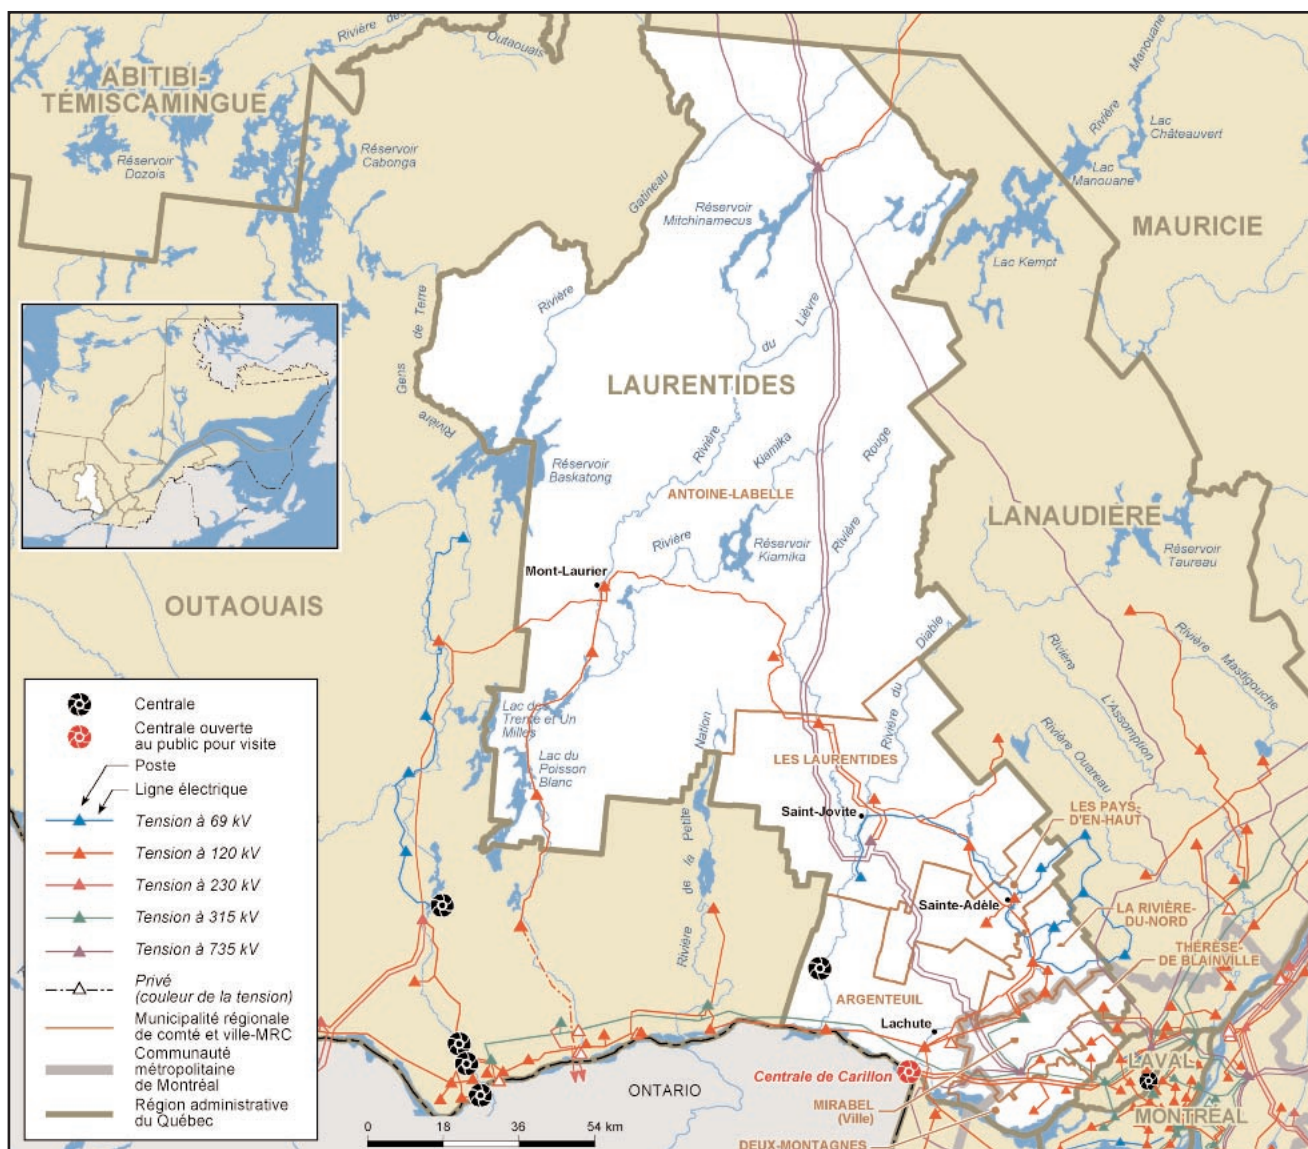 ABITIBI-
TÉMISCAMINGUE
Rivière des
Outaouais
Réservoir
Dozois
Réservoir
Cabonga
Gatineau
Réservoir
Mitchinamecus
Rivière
Manouane
Lac
Châteauvert
Lac
Manouane
MAURICIE
Lac Kempt
Rivière
Gens de Terre
Rivière
Lièvre
du
Rivière
LAURENTIDES
Réservoir
Baskatong
Kiamika
Rouge
ANTOINE-LABELLE
Rivière
Réservoir
Kiamika
Rivière
LANAUDIÈRE
Réservoir
Taureau
Mont-Laurier
OUTAOUAIS
Diable
Rivière du
Rivière
Mastigouche
Rivière
L'Assomption
Rivière Ouareau
Lac des
Trente et Un
Milles
Lac du
Poisson
Blanc
Nation
Rivière de la Petite
LES LAURENTIDES
Saint-Jovite
LES PAYS-
D'EN-HAUT
Sainte-Adèle
LA RIVIÈRE-
DU-NORD
THÉRÈSE-
DE BLAINVILLE
ARGENTEUIL
Lachute
Centrale de Carillon
MIRABEL
(Ville)
DEUX-MONTAGNES
LAVAL
MONTRÉAL
ONTARIO
Centrale
Centrale ouverte
au public pour visite
Poste
Ligne électrique
Tension à 69 kV
Tension à 120 kV
Tension à 230 kV
Tension à 315 kV
Tension à 735 kV
Privé
(couleur de la tension)
Municipalité régionale
de comté et ville-MRC
Communauté
métropolitaine
de Montréal
Région administrative
du Québec
0 18 36 54 km